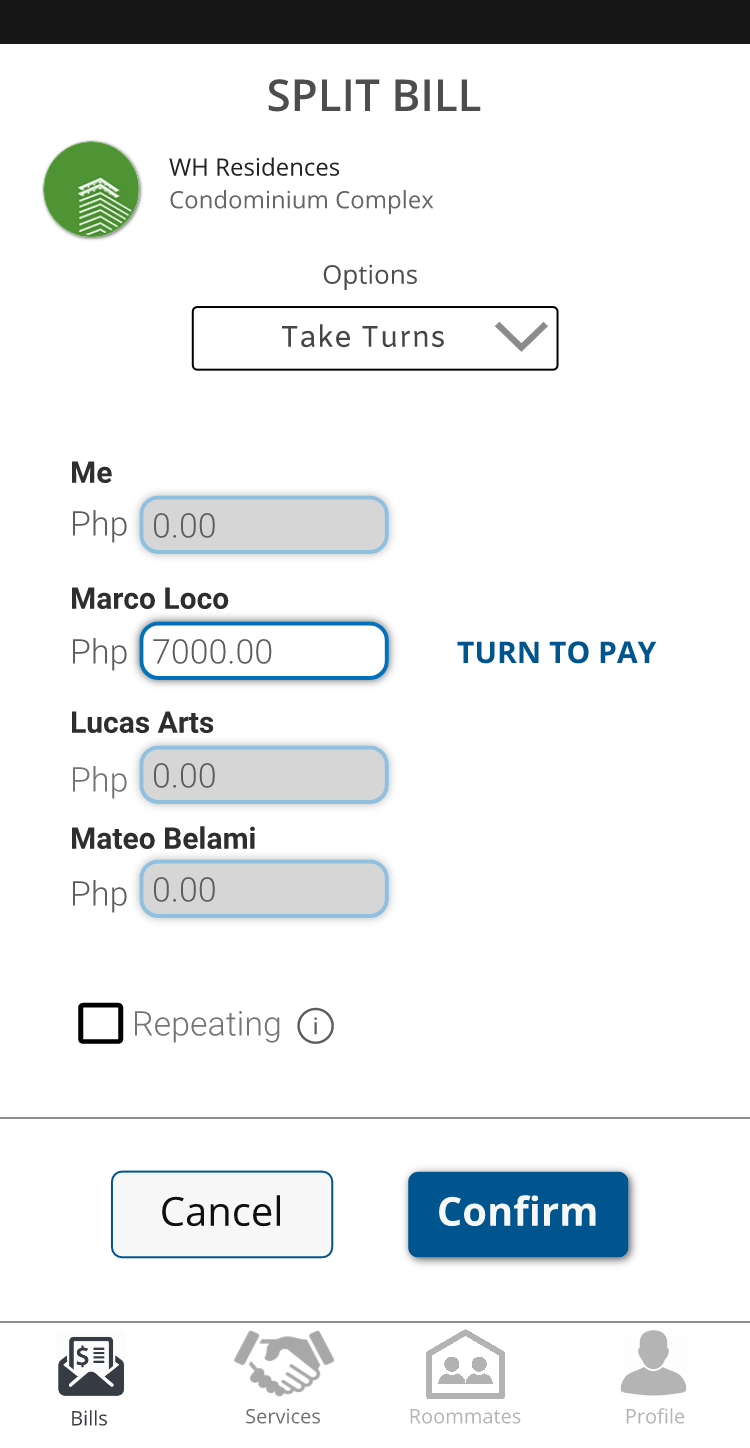 SPLIT BILL
WH Residences
Condominium Complex
Options
Take Turns
Me
Php 0.00
Marco Loco
Php 7000.00 TURN TO PAY
Lucas Arts
Php 0.00
Mateo Belami
Php 0.00
Repeating i
Cancel Confirm
$
Bills Services Roommates Profile